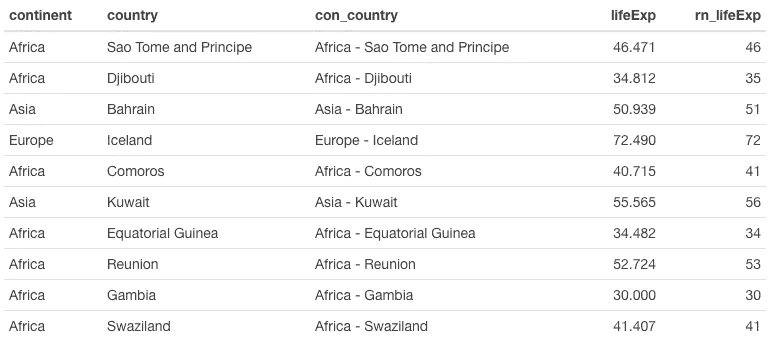 continent country con_country lifeExp rn_lifeExp
Africa Sao Tome and Principe Africa - Sao Tome and Principe 46.471 46
Africa Djibouti Africa - Djibouti 34.812 35
Asia Bahrain Asia - Bahrain 50.939 51
Europe Iceland Europe - Iceland 72.490 72
Africa Comoros Africa - Comoros 40.715 41
Asia Kuwait Asia - Kuwait 55.565 56
Africa Equatorial Guinea Africa - Equatorial Guinea 34.482 34
Africa Reunion Africa - Reunion 52.724 53
Africa Gambia Africa - Gambia 30.000 30
Africa Swaziland Africa - Swaziland 41.407 41